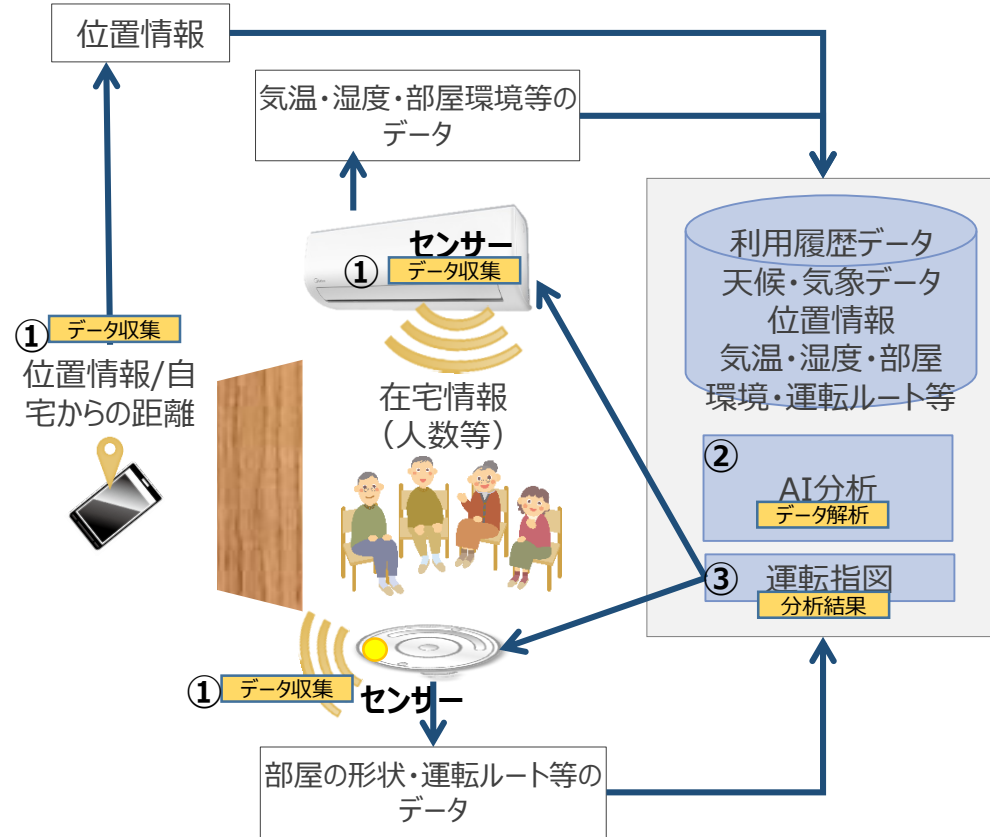 位置情報
気温・湿度・部屋環境等の
データ
センサー
① データ収集
利用履歴データ
天候・気象データ
位置情報
気温・湿度・部屋
環境・運転ルート等
① データ収集
位置情報/自
宅からの距離
在宅情報
（人数等）
②
AI分析
データ解析
③ 運転指図
分析結果
① データ収集
センサー
部屋の形状・運転ルート等の
データ